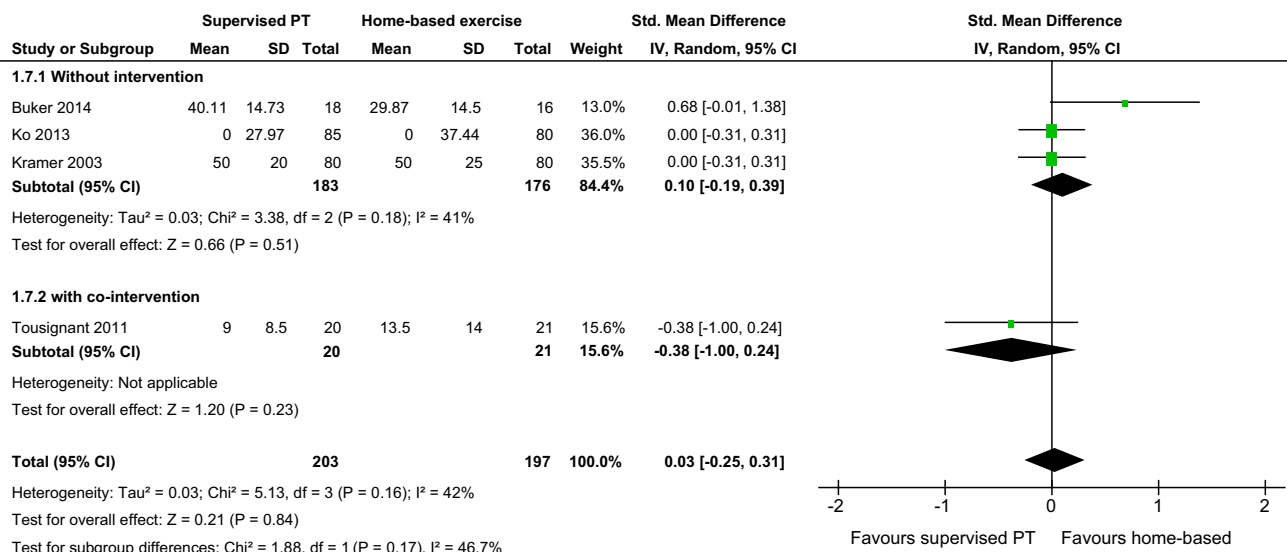 Supervised PT Home-based exercise Std. Mean Difference Std. Mean Difference
Study or Subgroup Mean SD Total Mean SD Total Weight IV, Random, 95% CI IV, Random, 95% CI
1.7.1 Without intervention
Buker 2014 40.11 14.73 18 29.87 14.5 16 13.0% 0.68 [-0.01, 1.38]
Ko 2013 0 27.97 85 0 37.44 80 36.0% 0.00 [-0.31, 0.31]
Kramer 2003 50 20 80 50 25 80 35.5% 0.00 [-0.31, 0.31]
Subtotal (95% CI) 183 176 84.4% 0.10 [-0.19, 0.39]
Heterogeneity: Tau² = 0.03; Chi² = 3.38, df = 2 (P = 0.18); I² = 41%
Test for overall effect: Z = 0.66 (P = 0.51)
1.7.2 with co-intervention
Tousignant 2011 9 8.5 20 13.5 14 21 15.6% -0.38 [-1.00, 0.24]
Subtotal (95% CI) 20 21 15.6% -0.38 [-1.00, 0.24]
Heterogeneity: Not applicable
Test for overall effect: Z = 1.20 (P = 0.23)
Total (95% CI) 203 197 100.0% 0.03 [-0.25, 0.31]
Heterogeneity: Tau² = 0.03; Chi² = 5.13, df = 3 (P = 0.16); I² = 42%
Test for overall effect: Z = 0.21 (P = 0.84)
Test for subgroup differences: Chi² = 1.88, df = 1 (P = 0.17), I² = 46.7%
-2 -1 0 1 2
Favours supervised PT Favours home-based